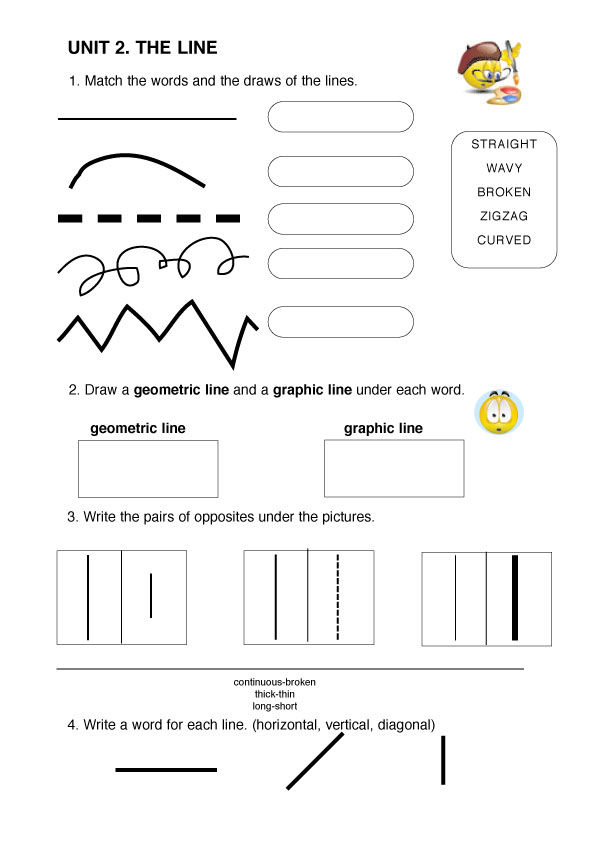 UNIT 2. THE LINE
1. Match the words and the draws of the lines.
STRAIGHT
WAVY
BROKEN
ZIGZAG
CURVED
2. Draw a geometric line and a graphic line under each word.
geometric line
graphic line
3. Write the pairs of opposites under the pictures.
continuous-broken
thick-thin
long-short
4. Write a word for each line. (horizontal, vertical, diagonal)